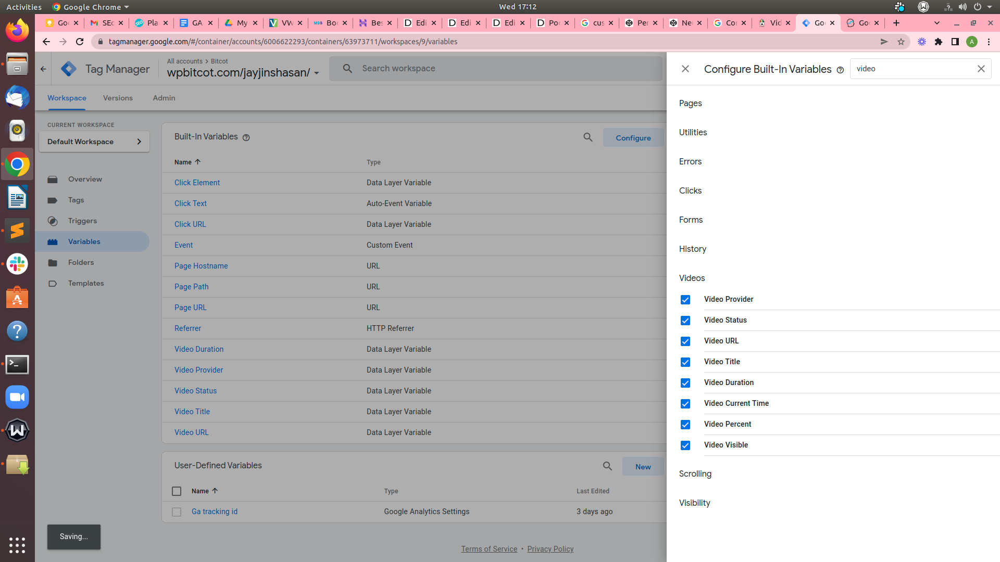 Activities
Google Chrome
Wed 17:12
Goo
SEc
Pla
GA
My
VW
Boo
Bes
Edi
Edi
Edi
Poc
cus
Per
Ne
Cor
Vid
Goo
Goo
tagmanager.google.com/#/container/accounts/6006622293/containers/63973711/workspaces/9/variables
A
Tag Manager
All accounts > Bitcot
wpbitcot.com/jayjinshasan/
Search workspace
Workspace
Versions
Admin
CURRENT WORKSPACE
Default Workspace
Overview
Tags
Triggers
Variables
Folders
Templates
Built-In Variables
Configure
Name Type
Click Element Data Layer Variable
Click Text Auto-Event Variable
Click URL Data Layer Variable
Event Custom Event
Page Hostname URL
Page Path URL
Page URL URL
Referrer HTTP Referrer
Video Duration Data Layer Variable
Video Provider Data Layer Variable
Video Status Data Layer Variable
Video Title Data Layer Variable
Video URL Data Layer Variable
User-Defined Variables
New
Name Type Last Edited
Ga tracking id Google Analytics Settings 3 days ago
Saving...
Terms of Service • Privacy Policy
Configure Built-In Variables
video
Pages
Utilities
Errors
Clicks
Forms
History
Videos
Video Provider
Video Status
Video URL
Video Title
Video Duration
Video Current Time
Video Percent
Video Visible
Scrolling
Visibility